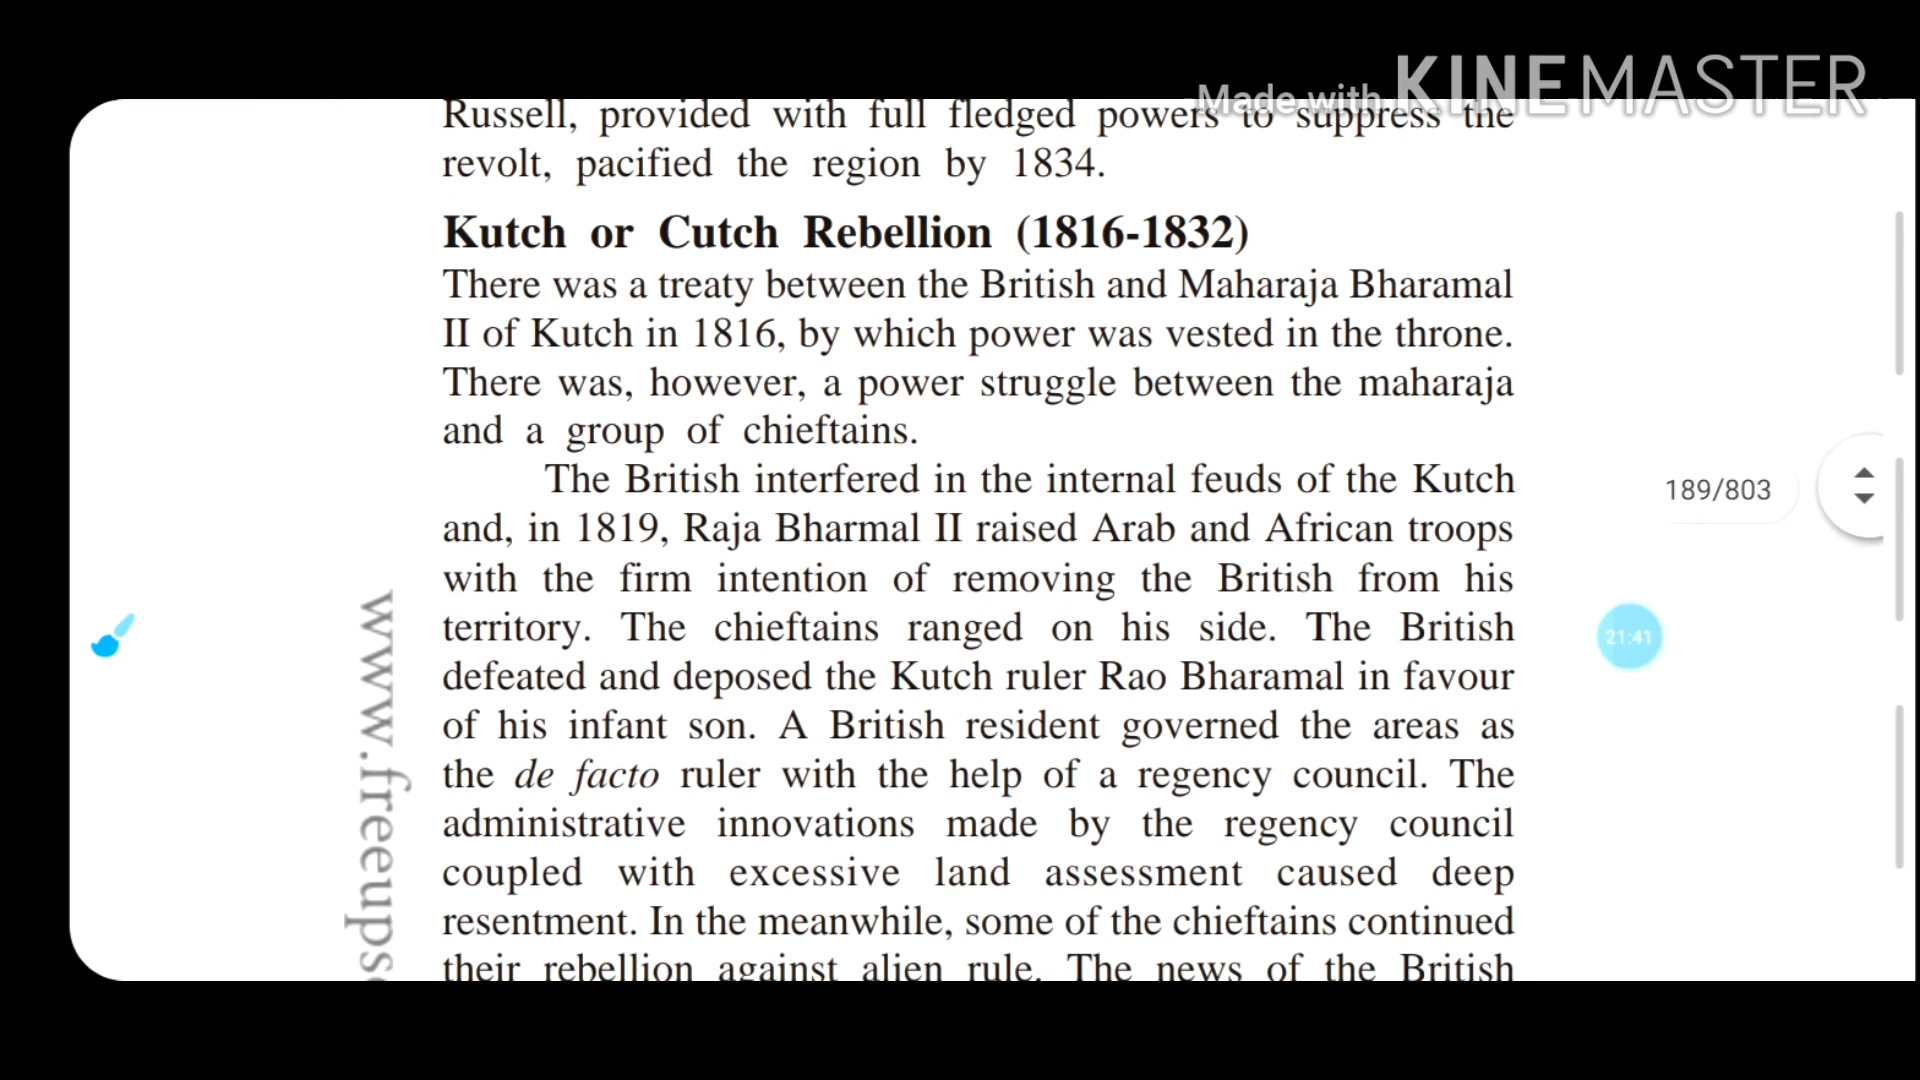 Made with KINEMASTER
Russell, provided with full fledged powers to suppress the
revolt, pacified the region by 1834.
Kutch or Cutch Rebellion (1816-1832)
There was a treaty between the British and Maharaja Bharamal
II of Kutch in 1816, by which power was vested in the throne.
There was, however, a power struggle between the maharaja
and a group of chieftains.
The British interfered in the internal feuds of the Kutch
and, in 1819, Raja Bharmal II raised Arab and African troops
with the firm intention of removing the British from his
territory. The chieftains ranged on his side. The British
defeated and deposed the Kutch ruler Rao Bharamal in favour
of his infant son. A British resident governed the areas as
the de facto ruler with the help of a regency council. The
administrative innovations made by the regency council
coupled with excessive land assessment caused deep
resentment. In the meanwhile, some of the chieftains continued
their rebellion against alien rule. The news of the British
189/803
21:41
www.freeups